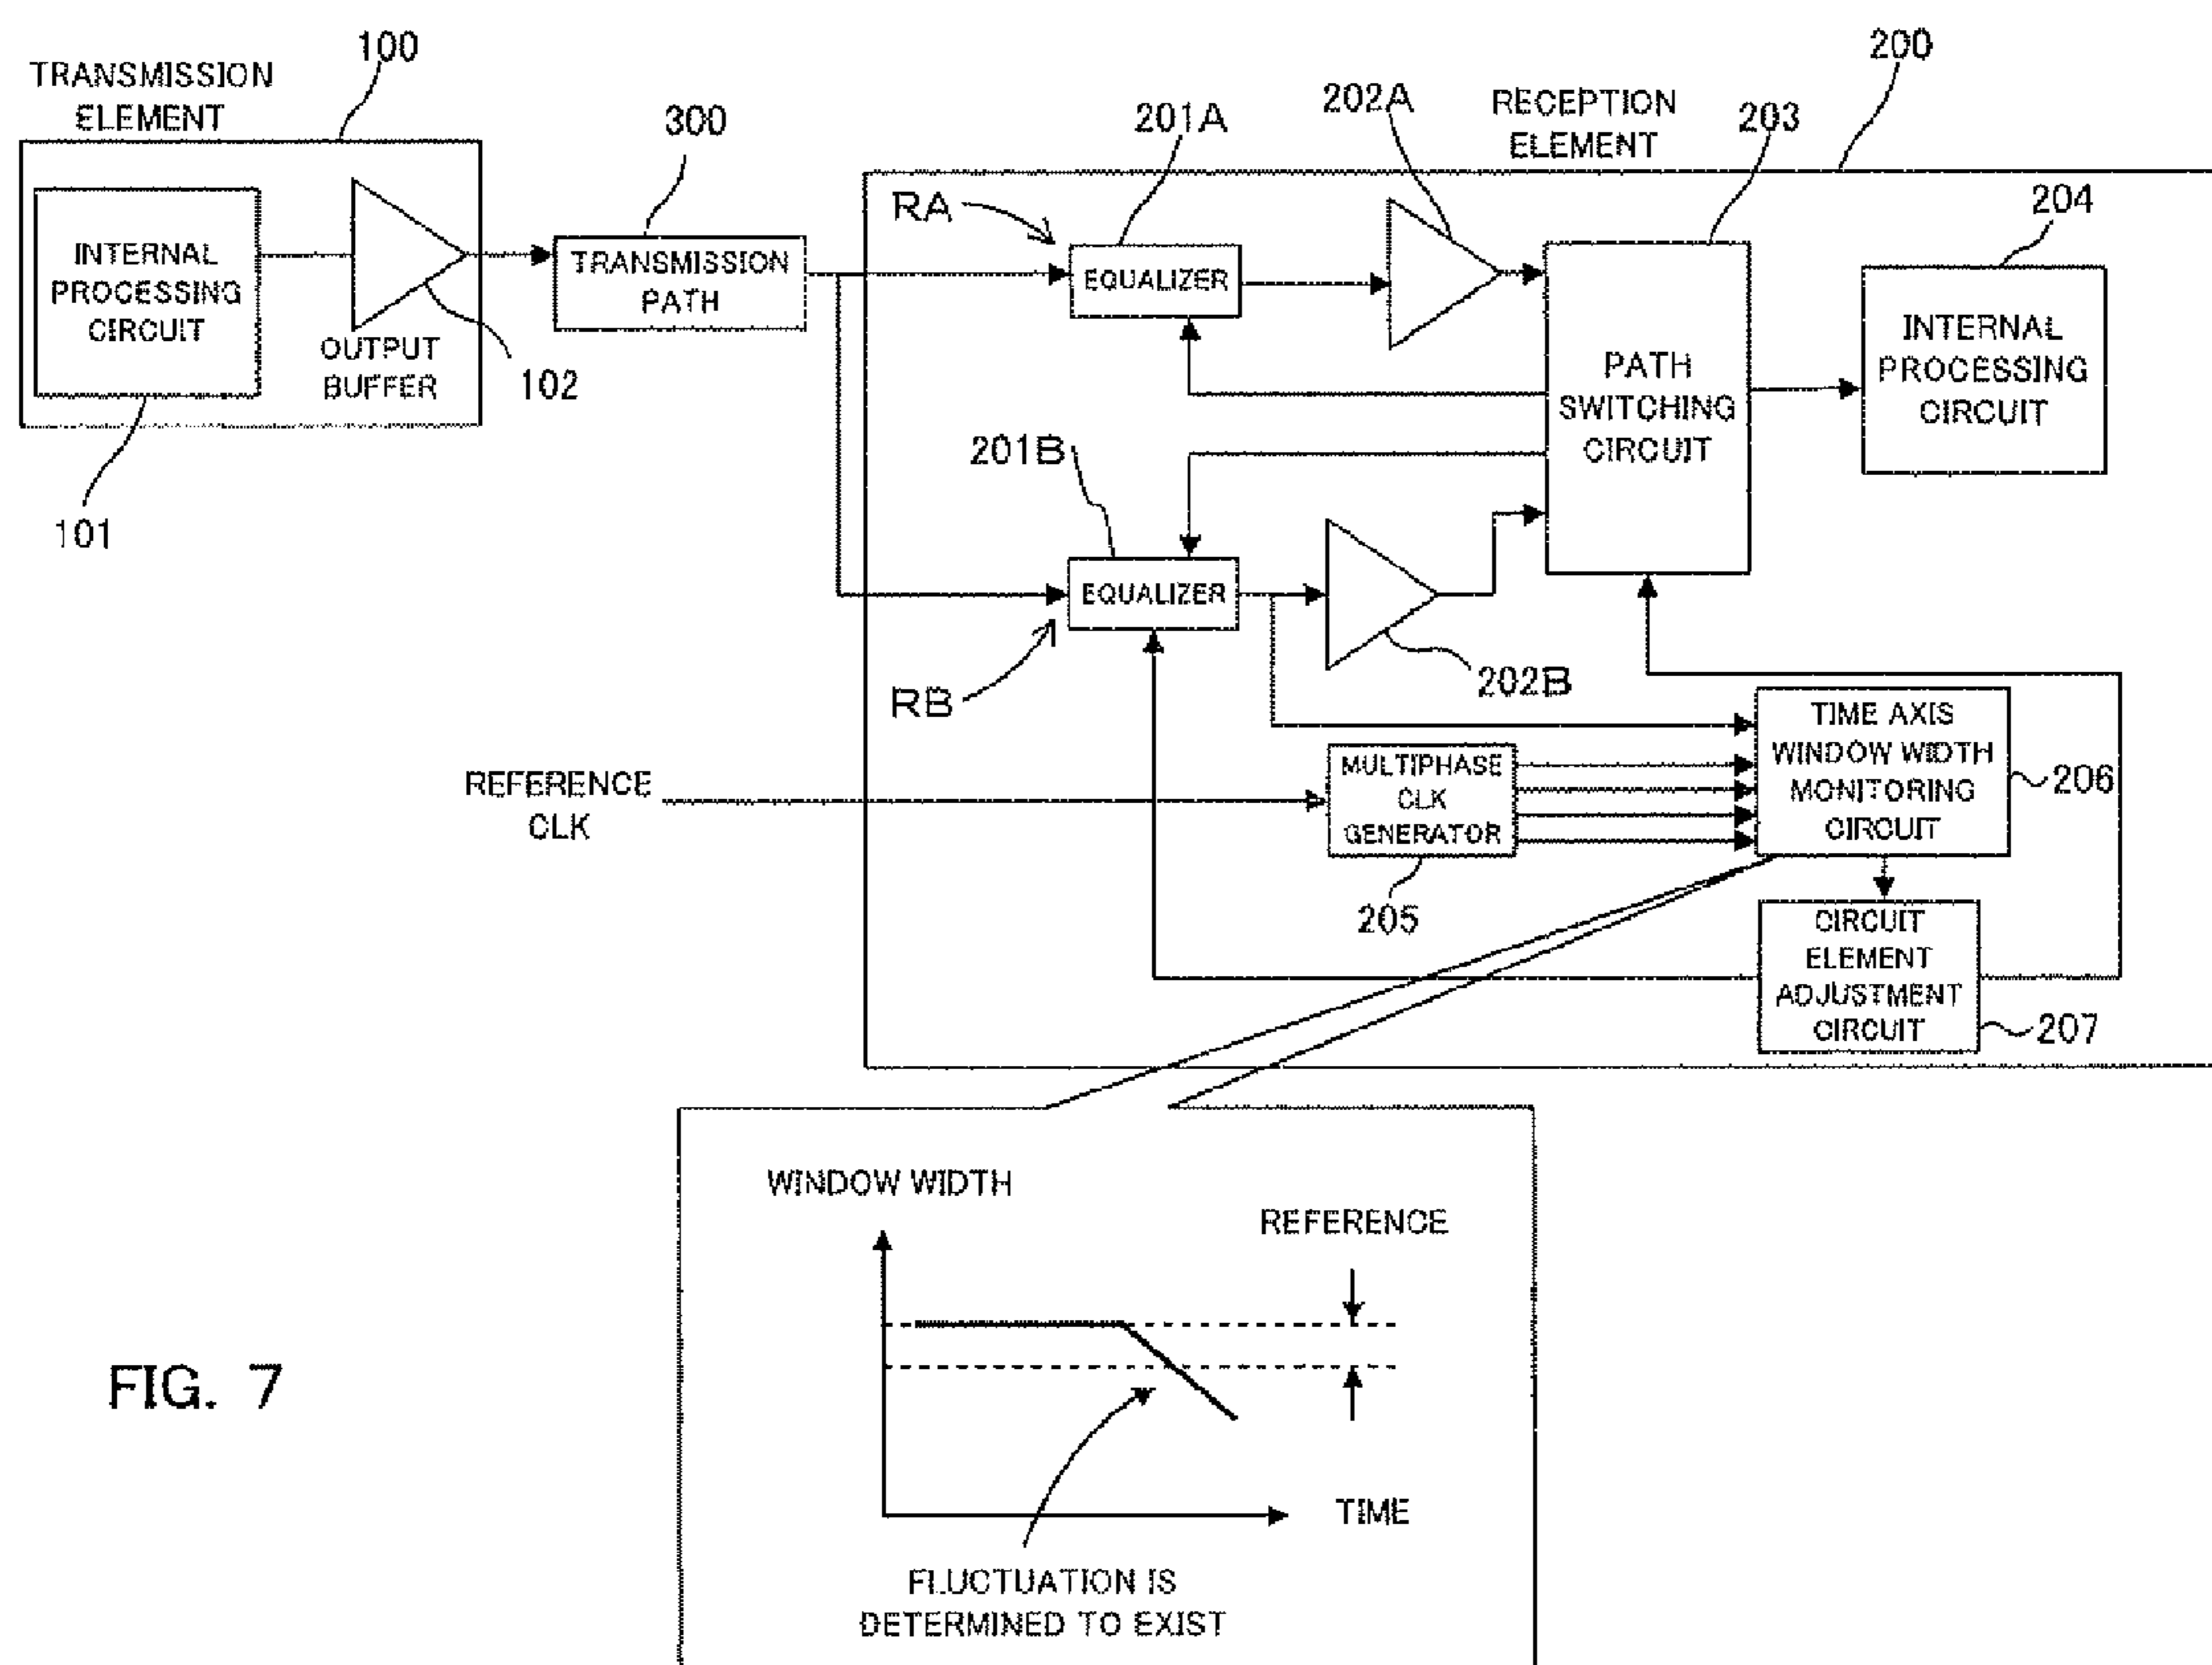 100
TRANSMISSION
ELEMENT
INTERNAL
PROCESSING
CIRCUIT
OUTPUT
BUFFER
102
101
300
TRANSMISSION
PATH
200
RECEPTION
ELEMENT
RA
201A
EQUALIZER
202A
203
PATH
SWITCHING
CIRCUIT
204
INTERNAL
PROCESSING
CIRCUIT
201B
EQUALIZER
RB
202B
REFERENCE
CLK
MULTIPHASE
CLK
GENERATOR
205
TIME AXIS
WINDOW WIDTH
MONITORING
CIRCUIT
206
CIRCUIT
ELEMENT
ADJUSTMENT
CIRCUIT
207
WINDOW WIDTH
REFERENCE
TIME
FLUCTUATION IS
DETERMINED TO EXIST
FIG. 7